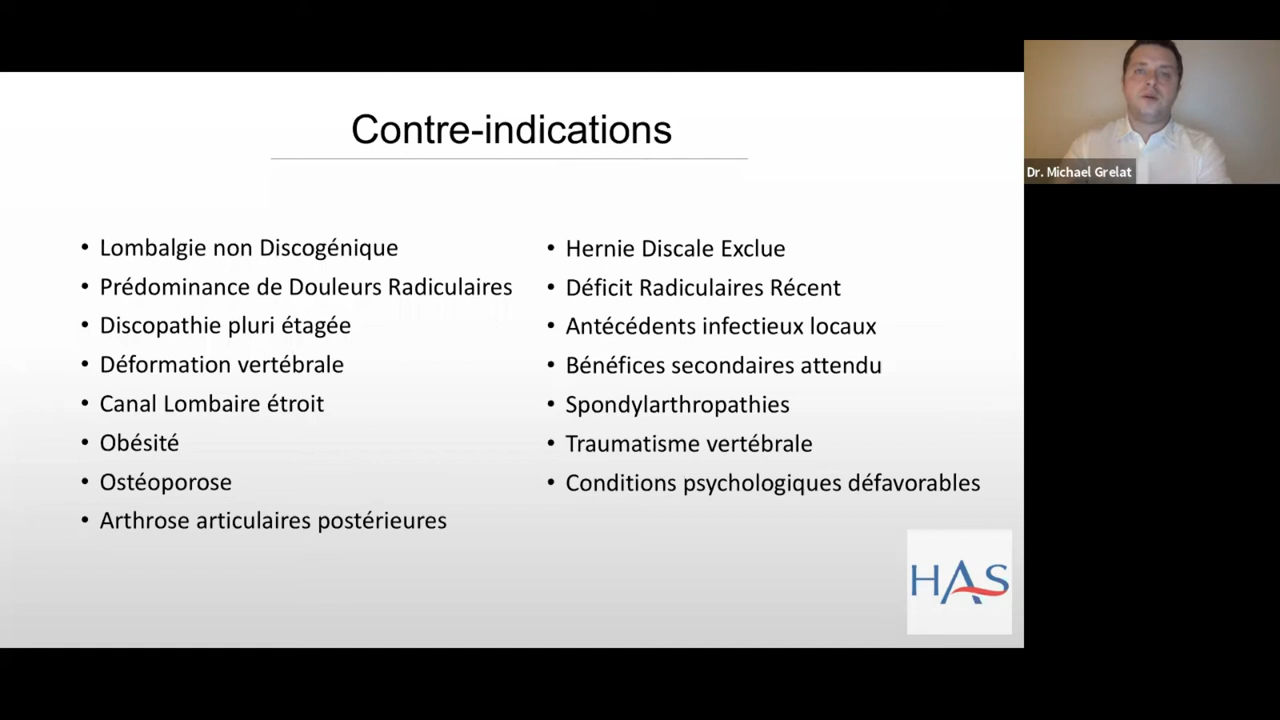 Contre-indications
Lombalgie non Discogénique
Prédominance de Douleurs Radiculaires
Discopathie pluri étagée
Déformation vertébrale
Canal Lombaire étroit
Obésité
Ostéoporose
Arthrose articulaires postérieures
Hernie Discale Exclue
Déficit Radiculaires Récent
Antécédents infectieux locaux
Bénéfices secondaires attendu
Spondylarthropathies
Traumatisme vertébrale
Conditions psychologiques défavorables
HAS
Dr. Michael Grelat